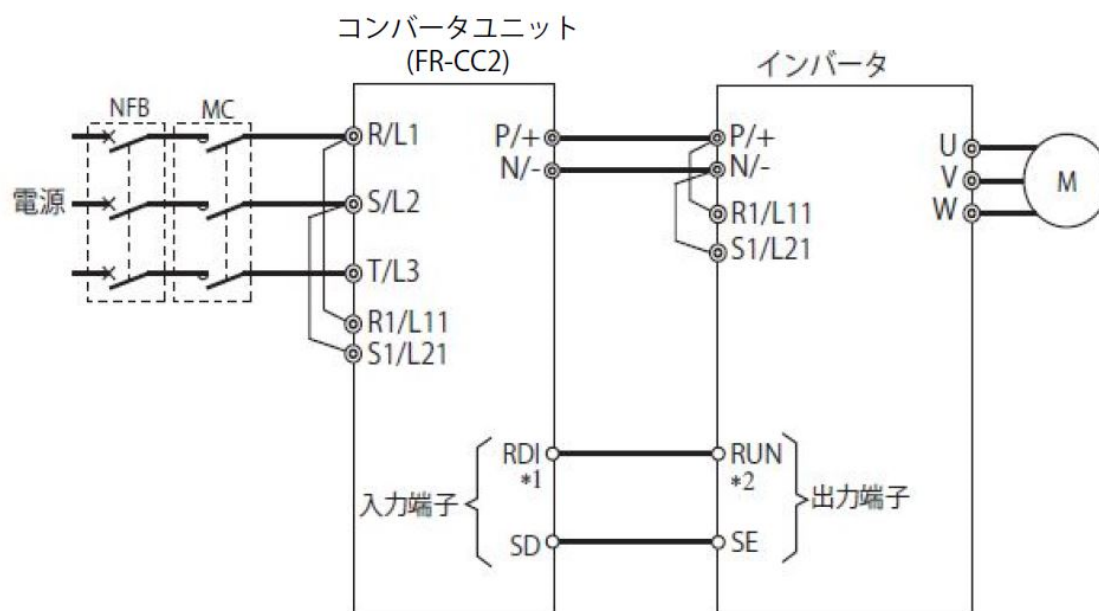 コンバータユニット
(FR-CC2)
インバータ
NFB
MC
R/L1
P/+
P/+
U
N/-
N/-
V
M
電源
S/L2
R1/L11
W
S1/L21
T/L3
R1/L11
S1/L21
RDI
RUN
*1
*2
入力端子
出力端子
SD
SE